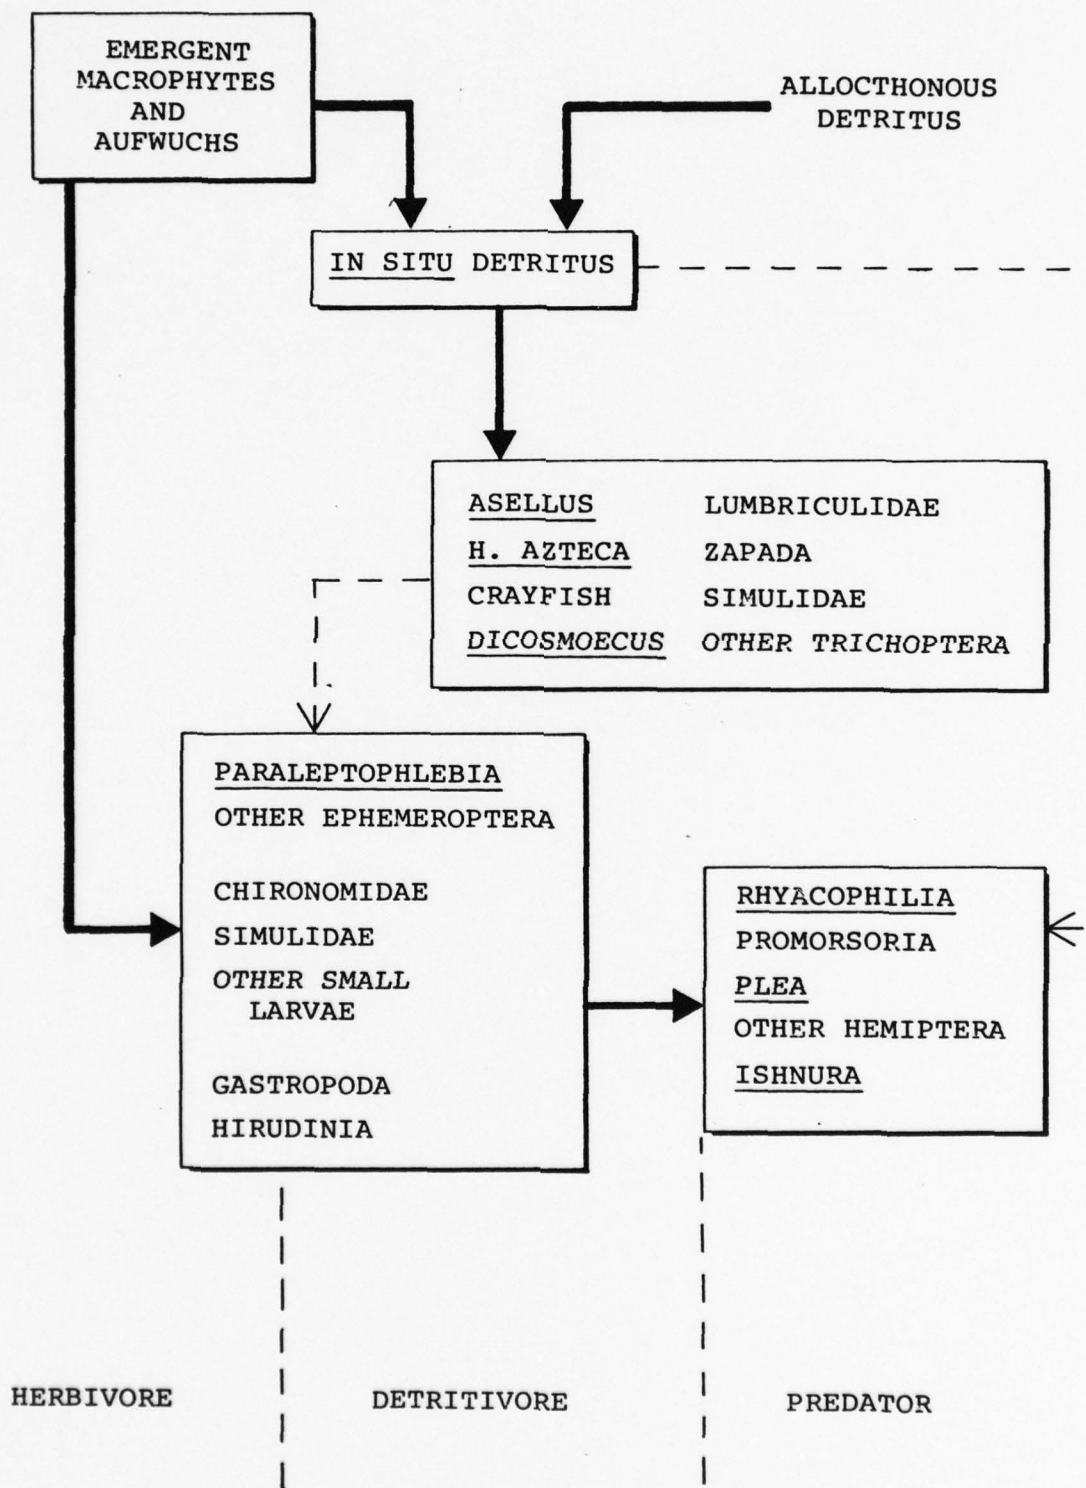 EMERGENT
MACROPHYTES
AND
AUFWUCHS
ALLOCTHONOUS
DETRITUS
IN SITU DETRITUS
ASELLUS LUMBRICULIDAE
H. AZTECA ZAPADA
CRAYFISH SIMULIDAE
DICOSMOECUS OTHER TRICHOPTERA
PARALEPTOPHLEBIA
OTHER EPHEMEROPTERA
CHIRONOMIDAE
SIMULIDAE
OTHER SMALL
LARVAE
GASTROPODA
HIRUDINIA
RHYACOPHILIA
PROMORSORIA
PLEA
OTHER HEMIPTERA
ISHNURA
HERBIVORE DETRITIVORE PREDATOR